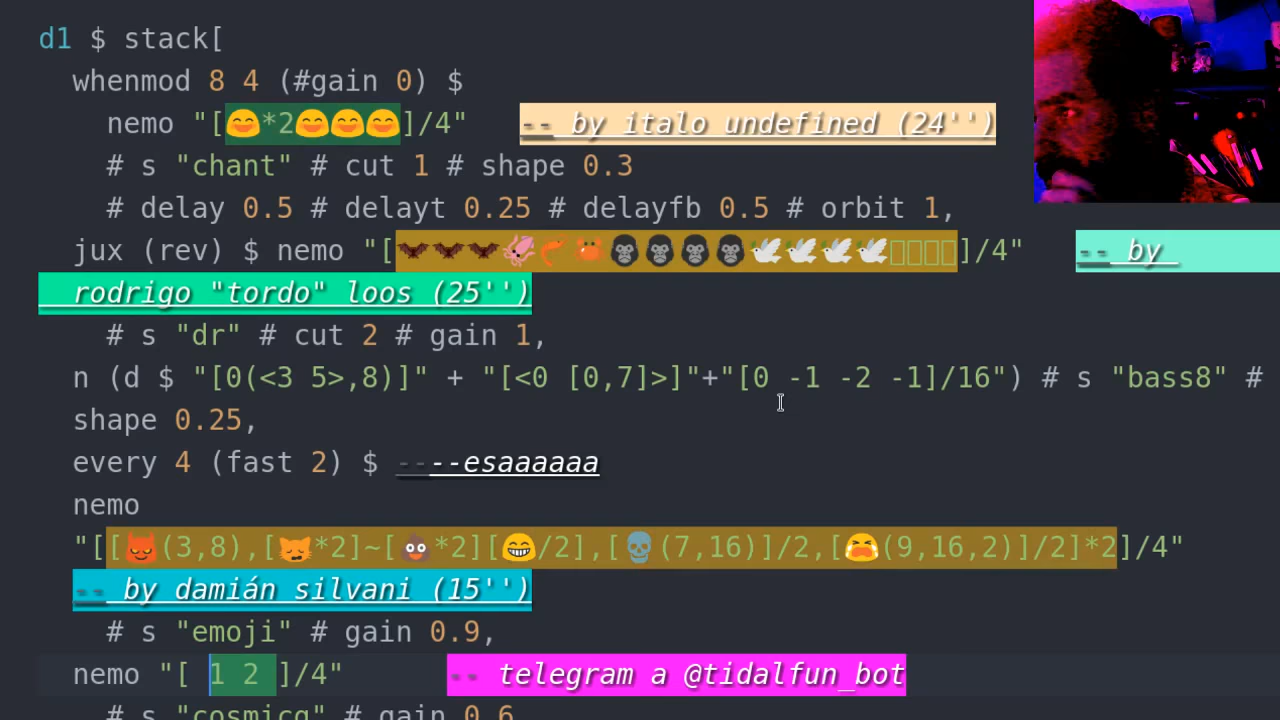 d1 $ stack[
whenmod 8 4 (#gain 0) $
nemo "[🤗*2🤗🤗🤗]/4" -- by italo undefined (24'')
# s "chant" # cut 1 # shape 0.3
# delay 0.5 # delayt 0.25 # delayfb 0.5 # orbit 1,
jux (rev) $ nemo "[🦇🦇🦇🦑🦐🦀🦍🦍🦍🦍🕊🕊🕊🕊▯▯▯▯]/4" -- by
rodrigo "tordo" loos (25'')
# s "dr" # cut 2 # gain 1,
n (d $ "[0(<3 5>,8)]" + "[<0 [0,7]>]"+"[0 -1 -2 -1]/16") # s "bass8" #
shape 0.25,
every 4 (fast 2) $ ----esaaaaaa
nemo
"[[😈(3,8),[😼*2]~[💩*2][😁/2],[💀(7,16)]/2,[😭(9,16,2)]/2]*2]/4"
-- by damián silvani (15'')
# s "emoji" # gain 0.9,
nemo "[ 1 2 ]/4" -- telegram a @tidalfun_bot
# s "cosmicg" # gain 0.6